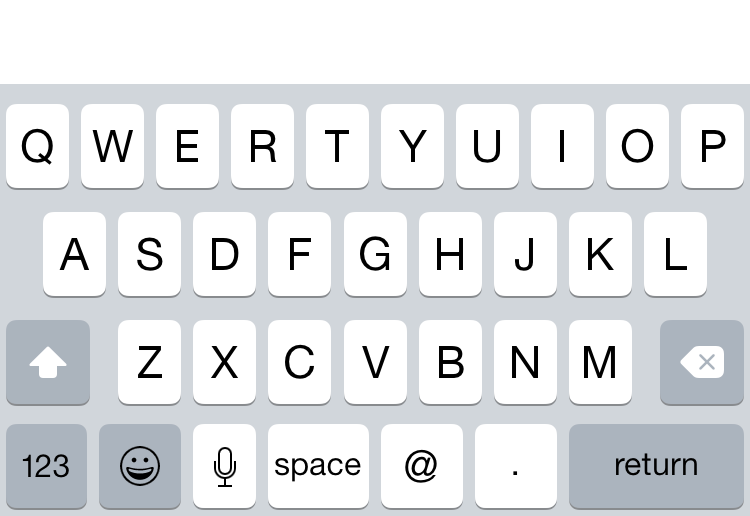 Q W E R T Y U I O P
A S D F G H J K L
Z X C V B N M
123 space @ . return